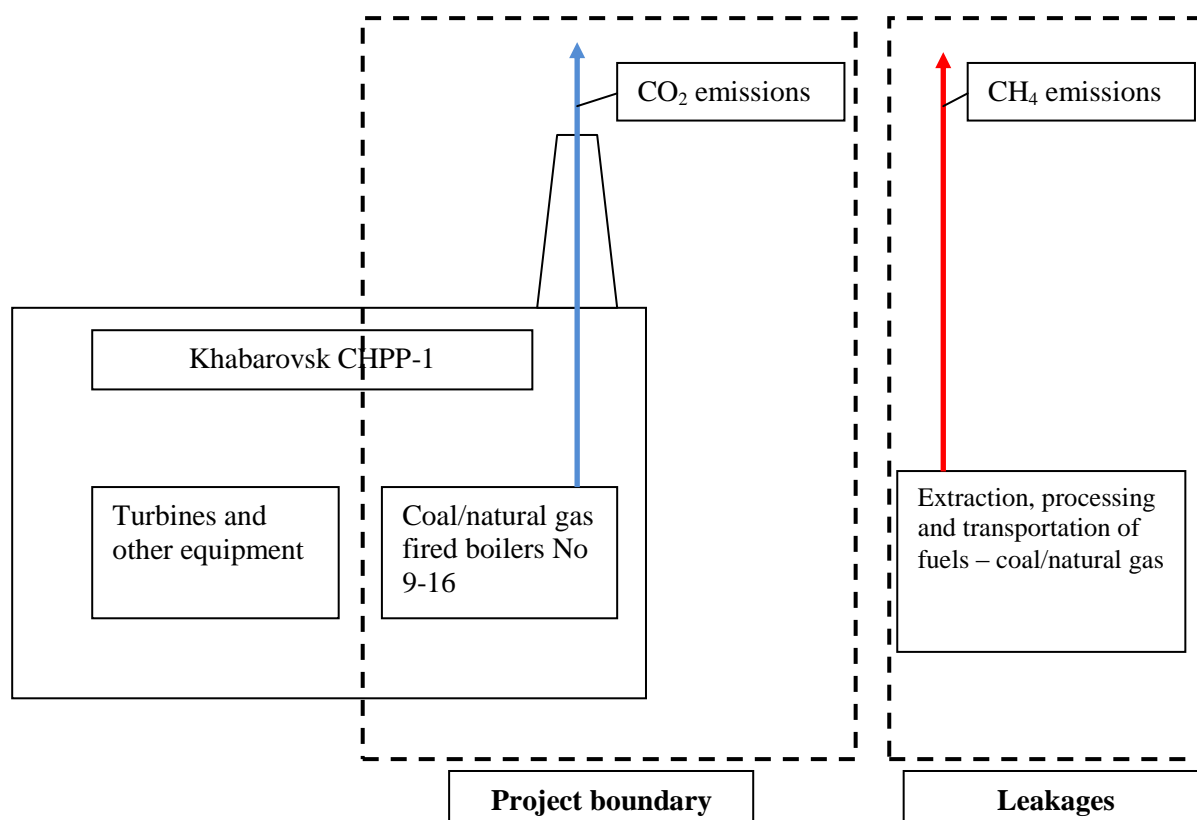 CO₂ emissions
CH₄ emissions
Khabarovsk CHPP-1
Turbines and
other equipment
Coal/natural gas
fired boilers No
9-16
Extraction, processing
and transportation of
fuels – coal/natural gas
Project boundary
Leakages